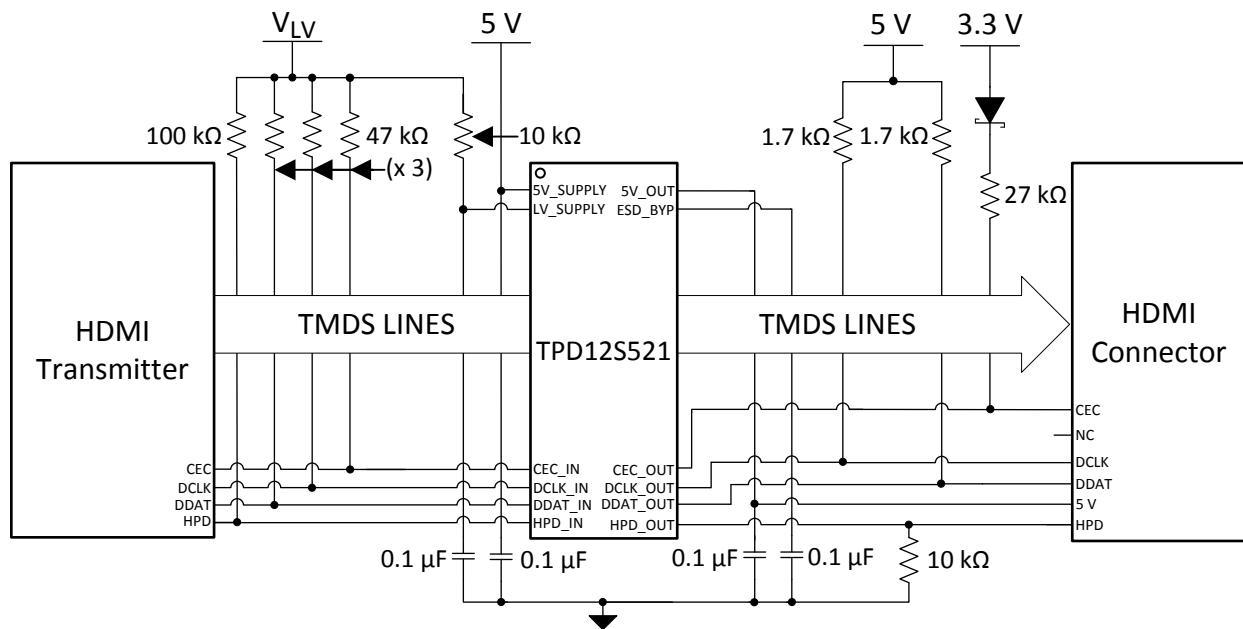 V_LV
5 V
5 V
3.3 V
100 kΩ
47 kΩ
10 kΩ
1.7 kΩ
1.7 kΩ
(x 3)
27 kΩ
5V_SUPPLY
5V_OUT
LV_SUPPLY
ESD_BYP
HDMI
Transmitter
TMDS LINES
TPD12S521
TMDS LINES
HDMI
Connector
CEC
NC
DCLK
DDAT
5 V
HPD
CEC
DCLK
DDAT
HPD
CEC_IN
DCLK_IN
DDAT_IN
HPD_IN
CEC_OUT
DCLK_OUT
DDAT_OUT
HPD_OUT
0.1 µF
0.1 µF
0.1 µF
0.1 µF
10 kΩ